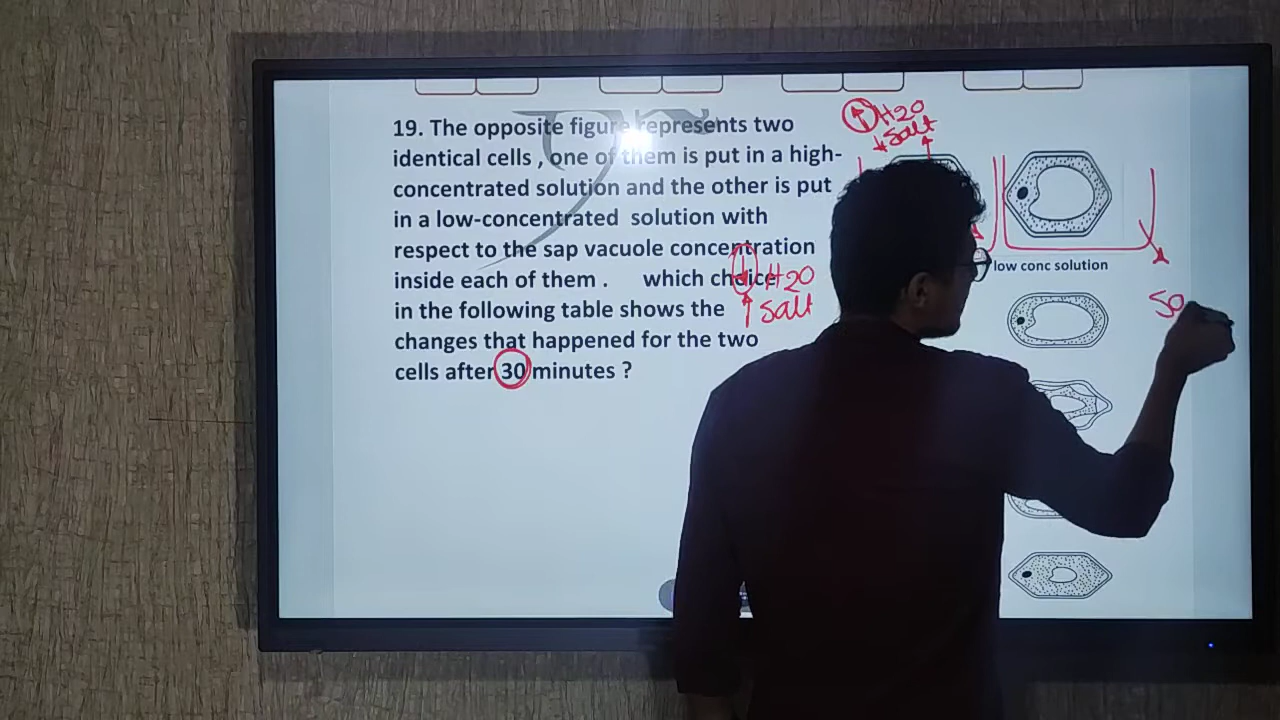 19. The opposite figure represents two
identical cells , one of them is put in a high-
concentrated solution and the other is put
in a low-concentrated solution with
respect to the sap vacuole concentration
inside each of them . which choice
in the following table shows the
changes that happened for the two
cells after 30 minutes ?
H2O
Salt
H2O
Salt
low conc solution
So